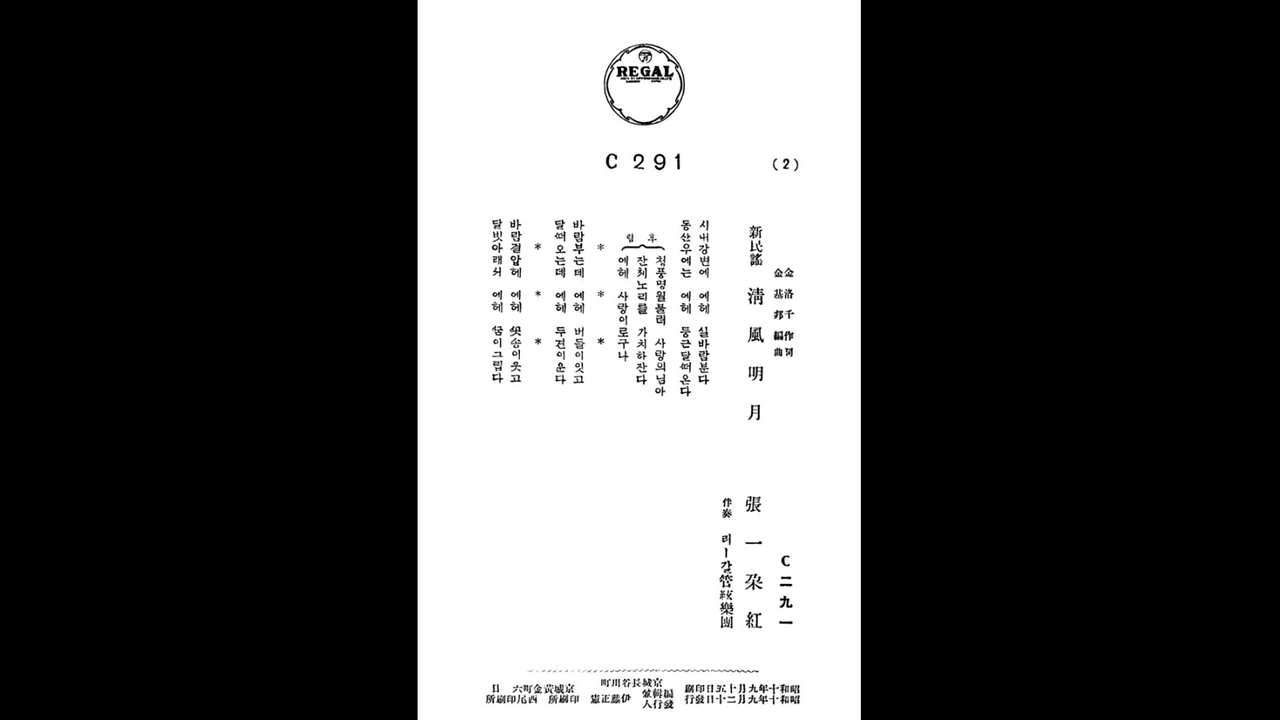 REGAL
C 291
(2)
C二九一
金洛千 作詞
金基邦 編曲
新民謠 淸風明月
張一朶紅
伴奏 리ー갈管絃樂團
시내강변에 에헤 실바람분다
동산우에는 에헤 둥근달떠온다
후렴
청풍명월물려 사랑의님아
잔치노리를 가치하잔다
에헤 사랑이로구나
* * *
바람부는데 에헤 버들이잇고
달떠오는데 에헤 두견이운다
* * *
바람결압헤 에헤 꼿송이웃고
달빗아래서 에헤 꿈이그립다
昭和十年九月十五日印刷
昭和十年九月二十日發行
京城長谷川町
編輯兼發行人 伊藤正憲
京城黃金町六 日
印刷所 西尾印刷所